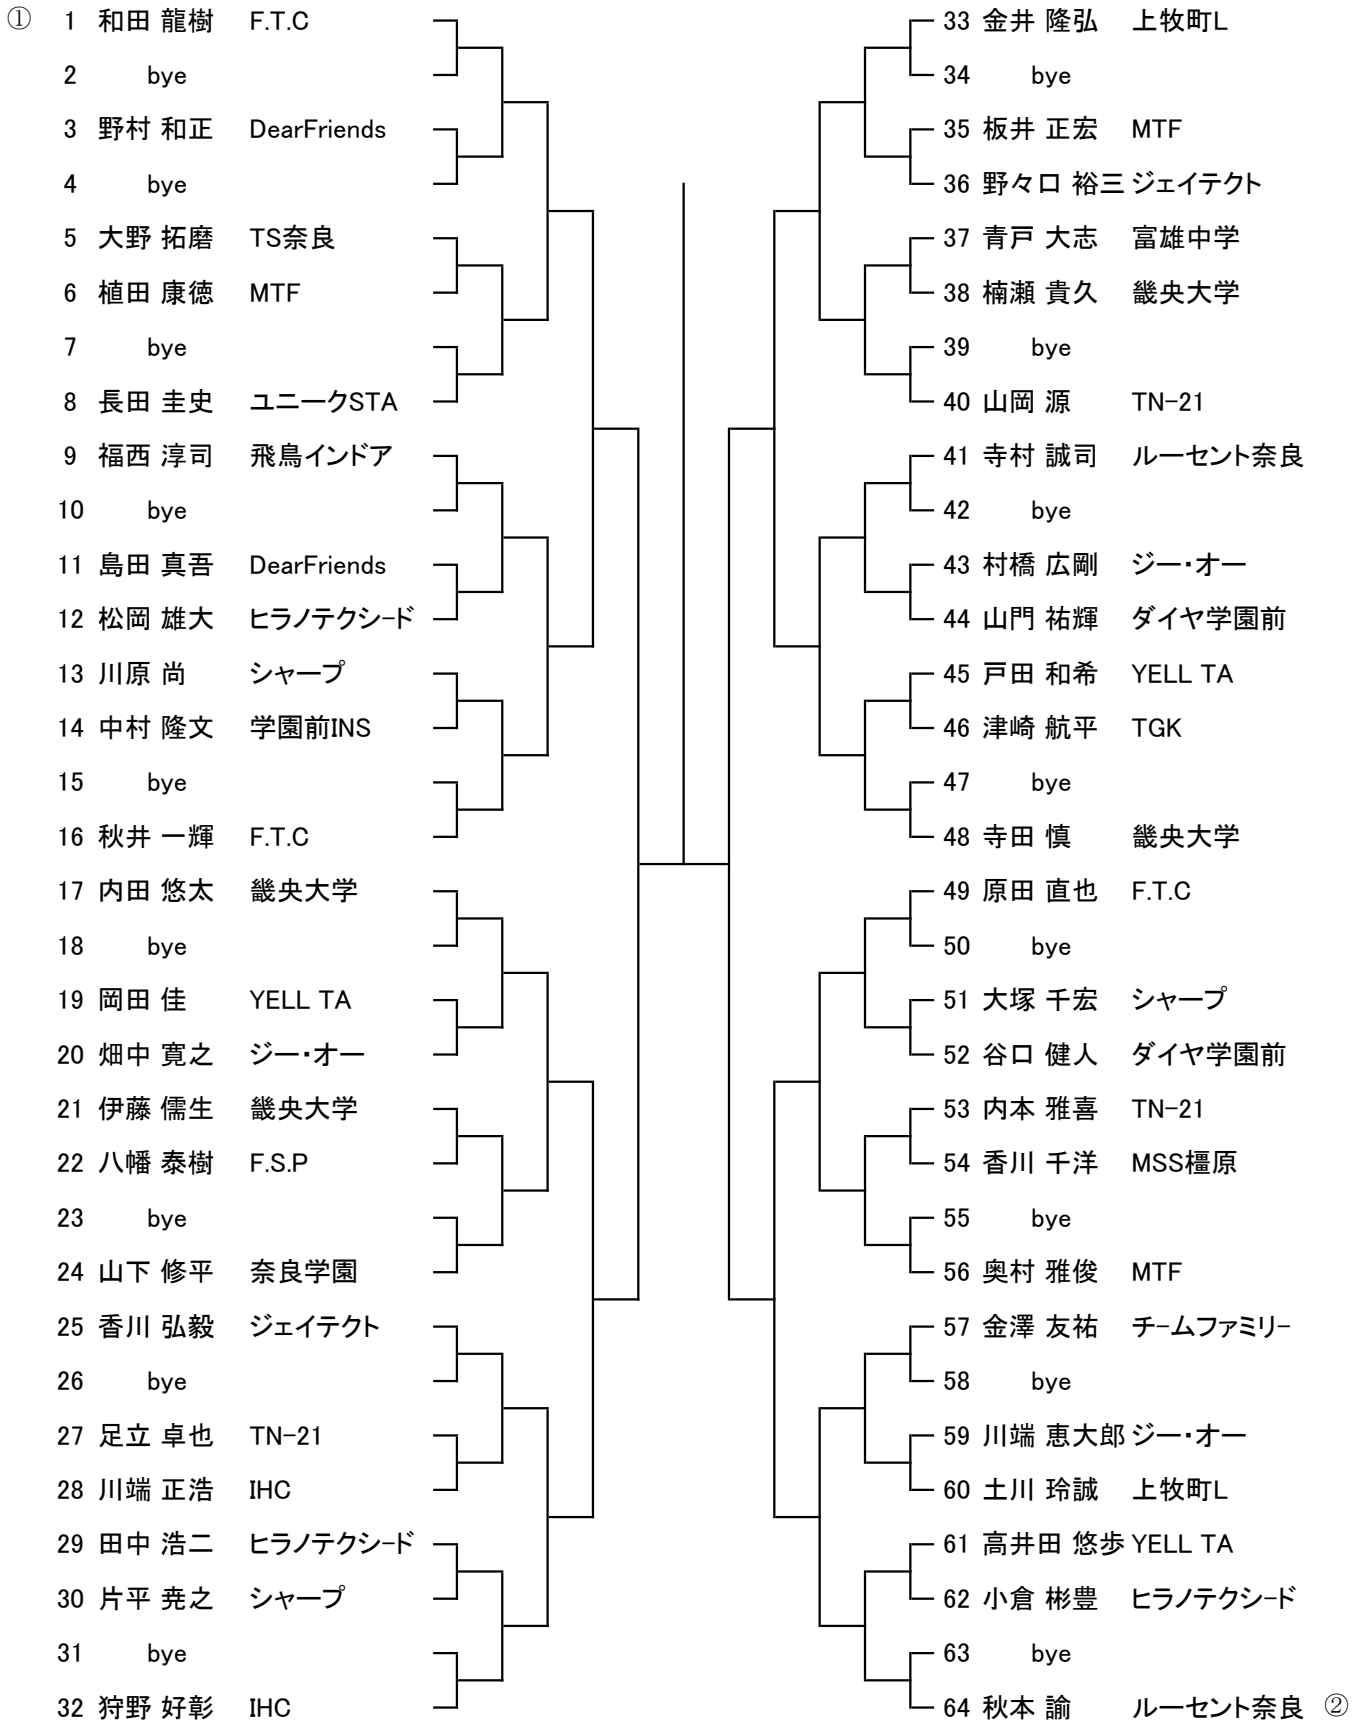 ① 1 和田 龍樹 F.T.C
2 bye
3 野村 和正 DearFriends
4 bye
5 大野 拓磨 TS奈良
6 植田 康徳 MTF
7 bye
8 長田 圭史 ユニークSTA
9 福西 淳司 飛鳥インドア
10 bye
11 島田 真吾 DearFriends
12 松岡 雄大 ヒラノテクシード
13 川原 尚 シャープ
14 中村 隆文 学園前INS
15 bye
16 秋井 一輝 F.T.C
17 内田 悠太 畿央大学
18 bye
19 岡田 佳 YELL TA
20 畑中 寛之 ジー・オー
21 伊藤 儒生 畿央大学
22 八幡 泰樹 F.S.P
23 bye
24 山下 修平 奈良学園
25 香川 弘毅 ジェイテクト
26 bye
27 足立 卓也 TN-21
28 川端 正浩 IHC
29 田中 浩二 ヒラノテクシード
30 片平 尭之 シャープ
31 bye
32 狩野 好彰 IHC
33 金井 隆弘 上牧町L
34 bye
35 板井 正宏 MTF
36 野々口 裕三 ジェイテクト
37 青戸 大志 富雄中学
38 楠瀬 貴久 畿央大学
39 bye
40 山岡 源 TN-21
41 寺村 誠司 ルーセント奈良
42 bye
43 村橋 広剛 ジー・オー
44 山門 祐輝 ダイヤ学園前
45 戸田 和希 YELL TA
46 津崎 航平 TGK
47 bye
48 寺田 慎 畿央大学
49 原田 直也 F.T.C
50 bye
51 大塚 千宏 シャープ
52 谷口 健人 ダイヤ学園前
53 内本 雅喜 TN-21
54 香川 千洋 MSS橿原
55 bye
56 奥村 雅俊 MTF
57 金澤 友祐 チームファミリー
58 bye
59 川端 恵大郎 ジー・オー
60 土川 玲誠 上牧町L
61 高井田 悠歩 YELL TA
62 小倉 彬豊 ヒラノテクシード
63 bye
64 秋本 諭 ルーセント奈良 ②